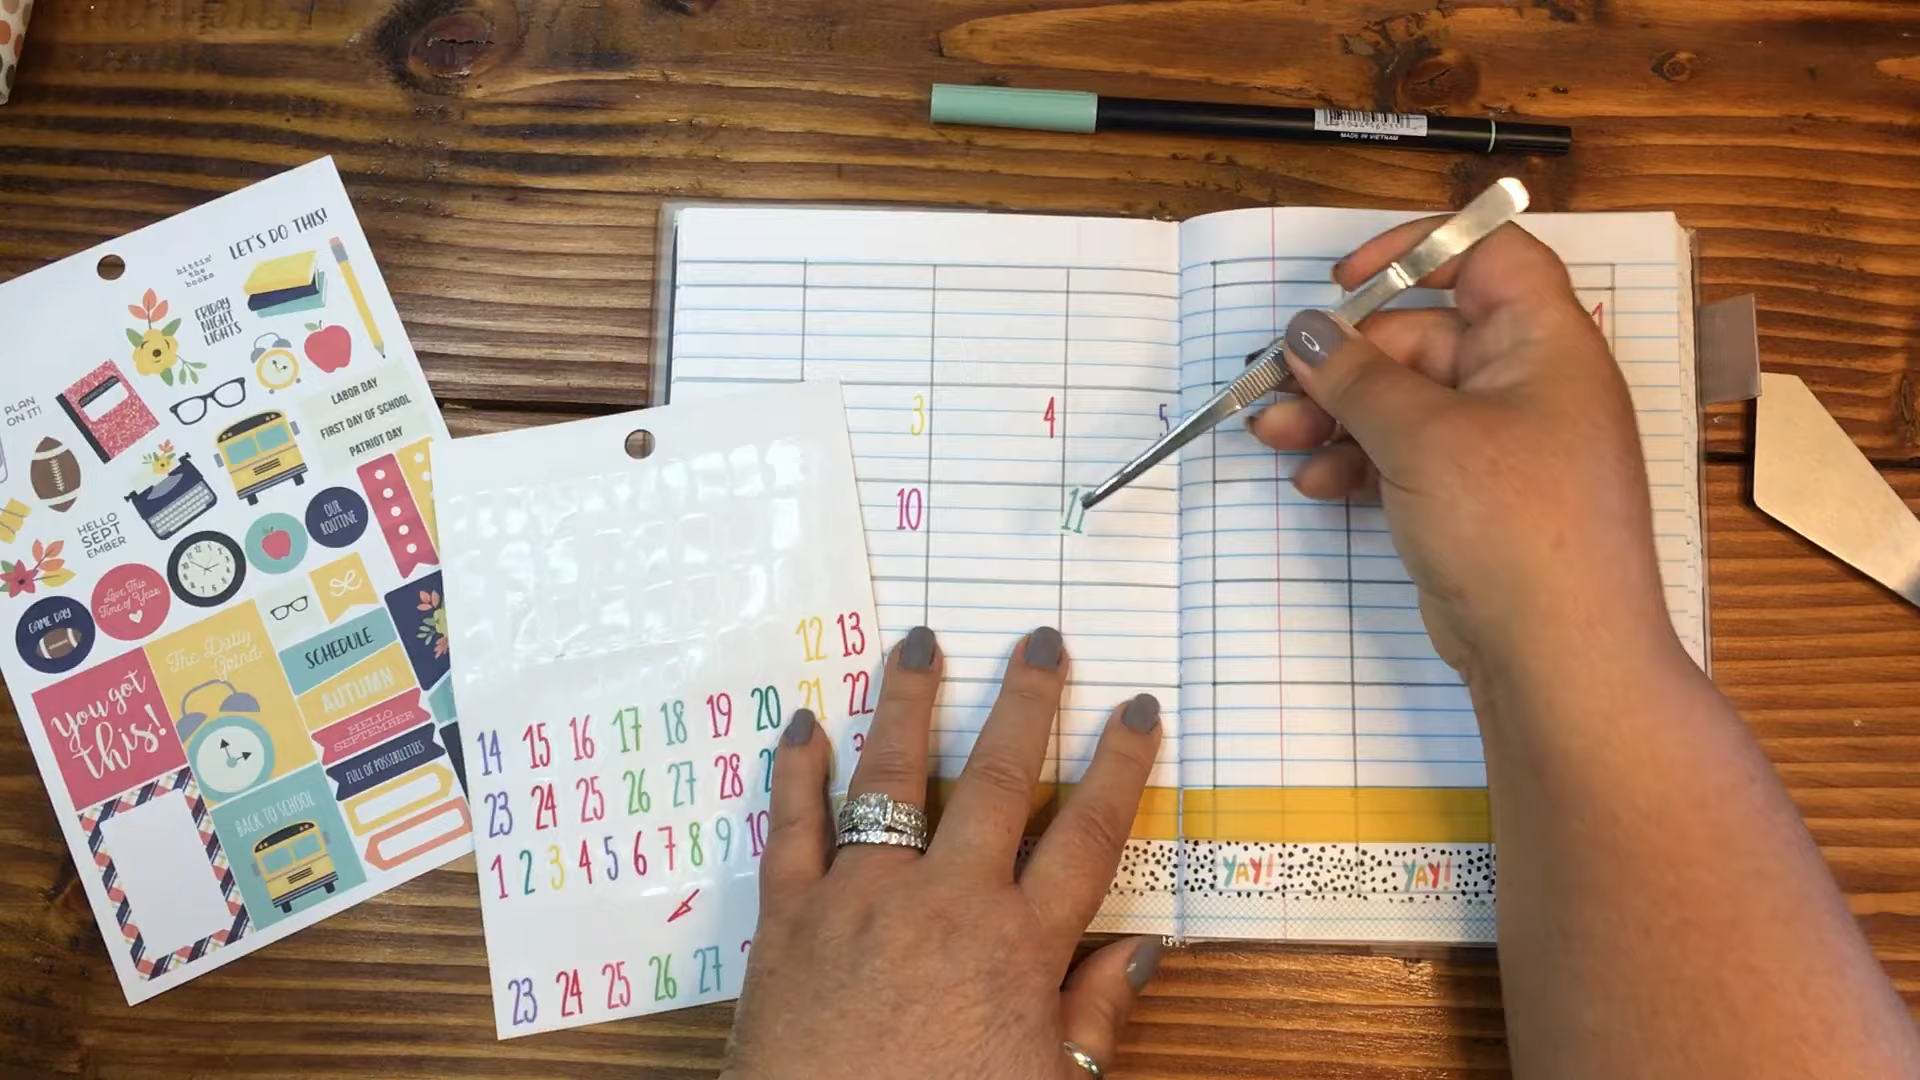 MADE IN VIETNAM
LET'S DO THIS!
hittin'
the
books
FRIDAY
NIGHT
LIGHTS
PLAN
ON IT!
LABOR DAY
FIRST DAY OF SCHOOL
PATRIOT DAY
HELLO
SEPT
EMBER
OUR
ROUTINE
GAME DAY
Love This
Time of Year
The Daily
Grind
SCHEDULE
AUTUMN
HELLO
SEPTEMBER
FULL OF POSSIBILITIES
You got
this!
BACK TO SCHOOL
3 4 5
10 11
12 13
14 15 16 17 18 19 20 21 22
23 24 25 26 27 28
1 2 3 4 5 6 7 8 9 10
23 24 25 26 27
YAY! YAY!